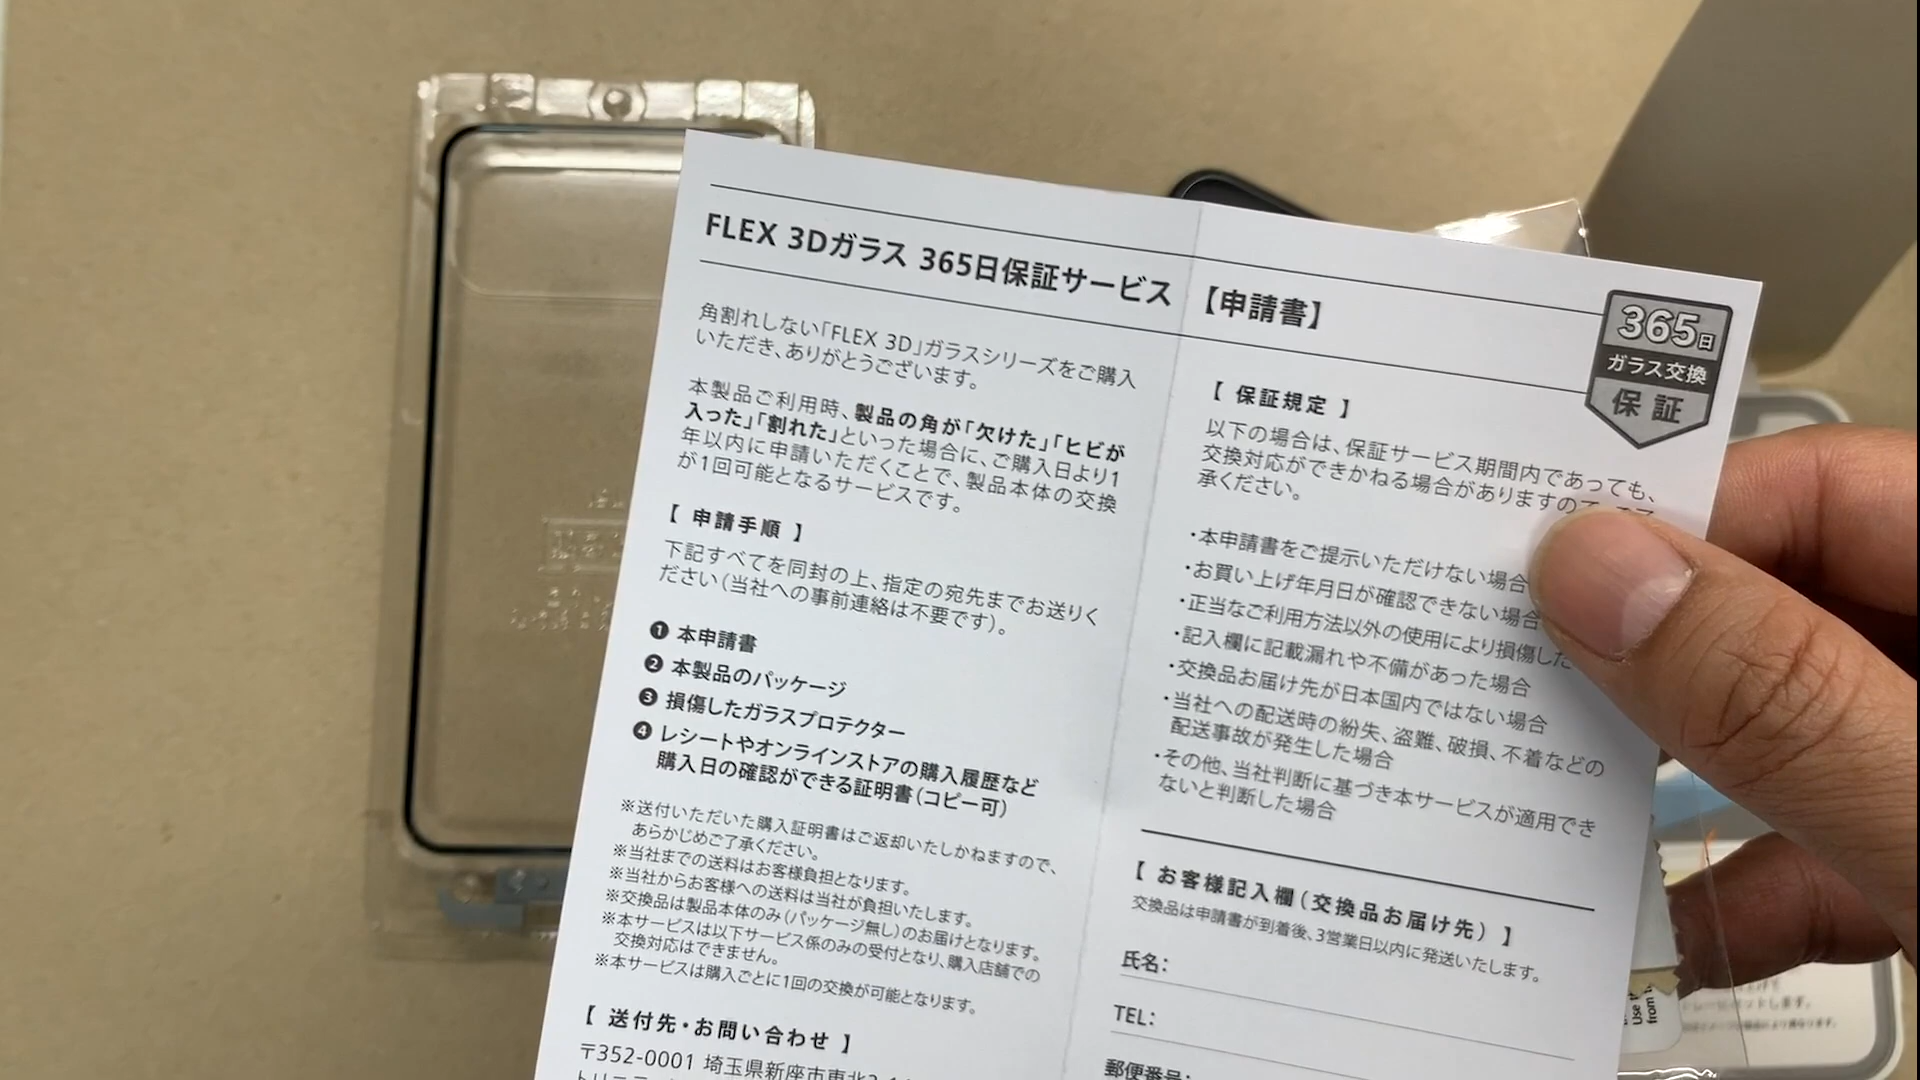 FLEX 3Dガラス 365日保証サービス 【申請書】
365日
ガラス交換
保証
角割れしない「FLEX 3D」ガラスシリーズをご購入
いただき、ありがとうございます。
本製品ご利用時、製品の角が「欠けた」「ヒビが
入った」「割れた」といった場合に、ご購入日より1
年以内に申請いただくことで、製品本体の交換
が1回可能となるサービスです。
【 申請手順 】
下記すべてを同封の上、指定の宛先までお送りく
ださい(当社への事前連絡は不要です)。
❶ 本申請書
❷ 本製品のパッケージ
❸ 損傷したガラスプロテクター
❹ レシートやオンラインストアの購入履歴など
購入日の確認ができる証明書(コピー可)
※送付いただいた購入証明書はご返却いたしかねますので、
あらかじめご了承ください。
※当社までの送料はお客様負担となります。
※当社からお客様への送料は当社が負担いたします。
※交換品は製品本体のみ(パッケージ無し)のお届けとなります。
※本サービスは以下サービス係のみの受付となり、購入店舗での
交換対応はできません。
※本サービスは購入ごとに1回の交換が可能となります。
【 送付先・お問い合わせ 】
〒352-0001 埼玉県新座市東北2-1
【 保証規定 】
以下の場合は、保証サービス期間内であっても、
交換対応ができかねる場合がありますので
承ください。
・本申請書をご提示いただけない場合
・お買い上げ年月日が確認できない場合
・正当なご利用方法以外の使用により損傷した
・記入欄に記載漏れや不備があった場合
・交換品お届け先が日本国内ではない場合
・当社への配送時の紛失、盗難、破損、不着などの
配送事故が発生した場合
・その他、当社判断に基づき本サービスが適用でき
ないと判断した場合
【 お客様記入欄(交換品お届け先) 】
交換品は申請書が到着後、3営業日以内に発送いたします。
氏名:
TEL:
郵便番号:
Use
from